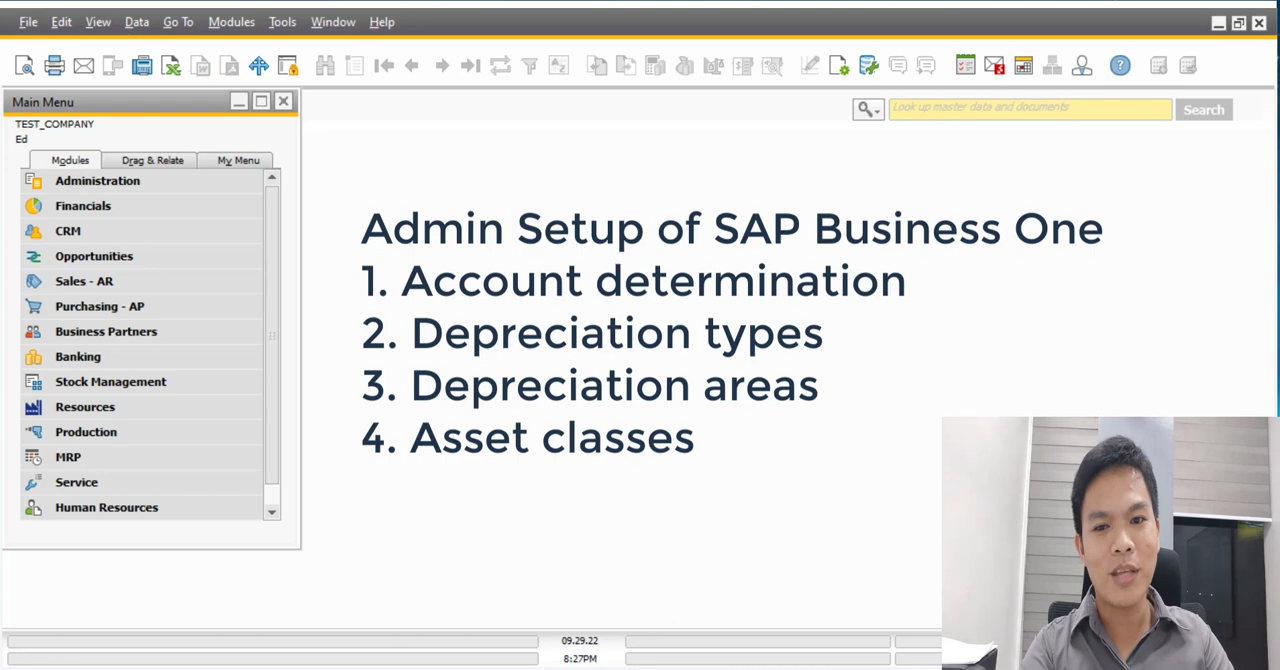 File Edit View Data Go To Modules Tools Window Help
Main Menu
TEST_COMPANY
Ed
Modules Drag & Relate My Menu
Look up master data and documents
Search
Administration
Financials
CRM
Opportunities
Sales - AR
Purchasing - AP
Business Partners
Banking
Stock Management
Resources
Production
MRP
Service
Human Resources
Admin Setup of SAP Business One
1. Account determination
2. Depreciation types
3. Depreciation areas
4. Asset classes
09.29.22
8:27PM